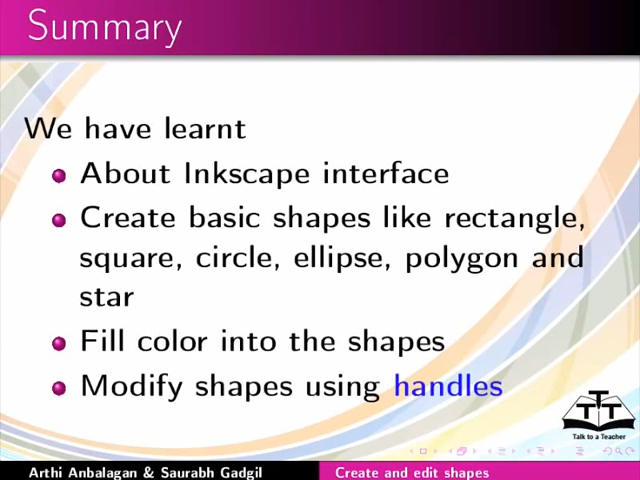 Summary
We have learnt
About Inkscape interface
Create basic shapes like rectangle,
square, circle, ellipse, polygon and
star
Fill color into the shapes
Modify shapes using handles
TTT
Talk to a Teacher
Arthi Anbalagan & Saurabh Gadgil
Create and edit shapes